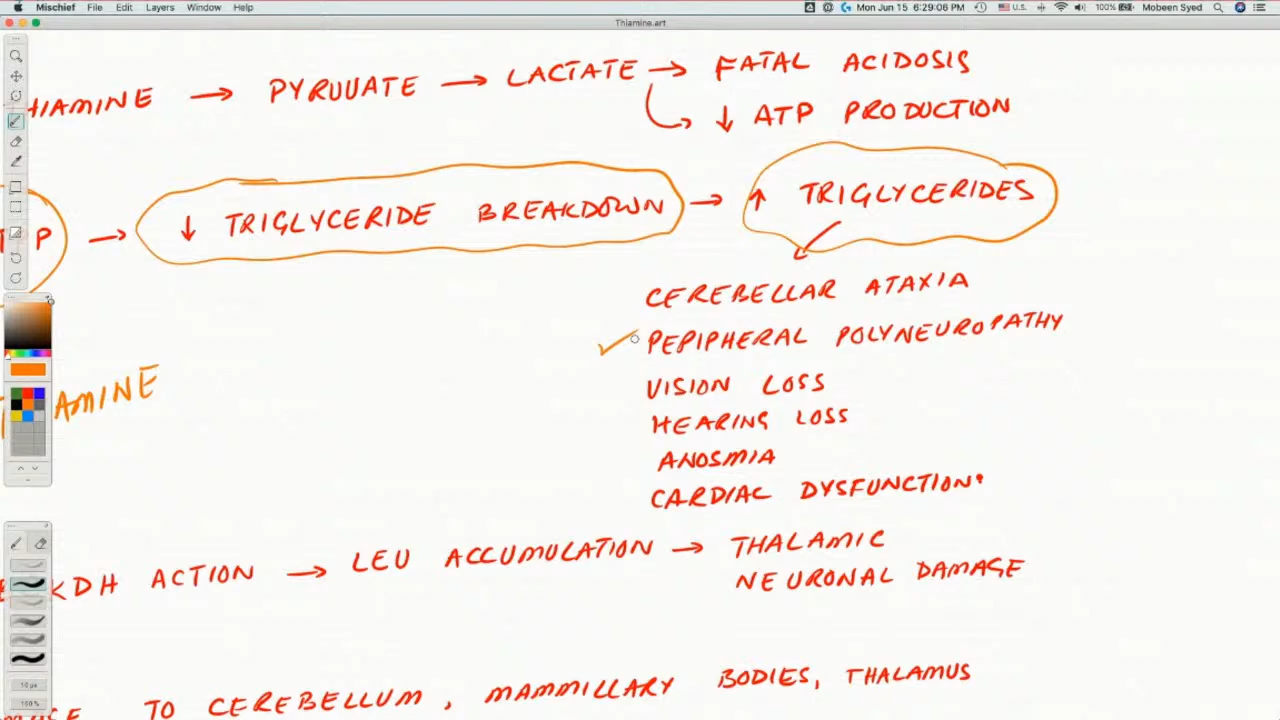 Mischief File Edit Layers Window Help 100% Mon Jun 15 6:29:06 PM U.S. Mobeen Syed
Thiamine.art
HIAMINE → PYRUVATE → LACTATE → FATAL ACIDOSIS
↓ ATP PRODUCTION
P → ↓ TRIGLYCERIDE BREAKDOWN → ↑ TRIGLYCERIDES
CEREBELLAR ATAXIA
✓ PEPIPHERAL POLYNEUROPATHY
VISION LOSS
AMINE
HEARING LOSS
ANOSMIA
CARDIAC DYSFUNCTION
KDH ACTION → LEU ACCUMULATION → THALAMIC
NEURONAL DAMAGE
TO CEREBELLUM, MAMMILLARY BODIES, THALAMUS
100%